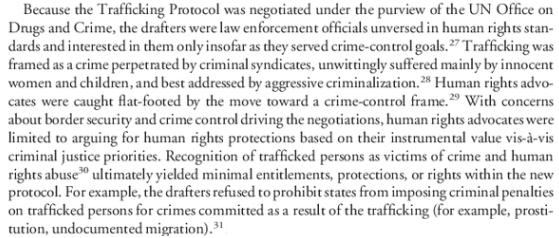 Because the Trafficking Protocol was negotiated under the purview of the UN Office on
Drugs and Crime, the drafters were law enforcement officials unversed in human rights stan-
dards and interested in them only insofar as they served crime-control goals.27 Trafficking was
framed as a crime perpetrated by criminal syndicates, unwittingly suffered mainly by innocent
women and children, and best addressed by aggressive criminalization.28 Human rights advo-
cates were caught flat-footed by the move toward a crime-control frame.29 With concerns
about border security and crime control driving the negotiations, human rights advocates were
limited to arguing for human rights protections based on their instrumental value vis-à-vis
criminal justice priorities. Recognition of trafficked persons as victims of crime and human
rights abuse30 ultimately yielded minimal entitlements, protections, or rights within the new
protocol. For example, the drafters refused to prohibit states from imposing criminal penalties
on trafficked persons for crimes committed as a result of the trafficking (for example, prosti-
tution, undocumented migration).31